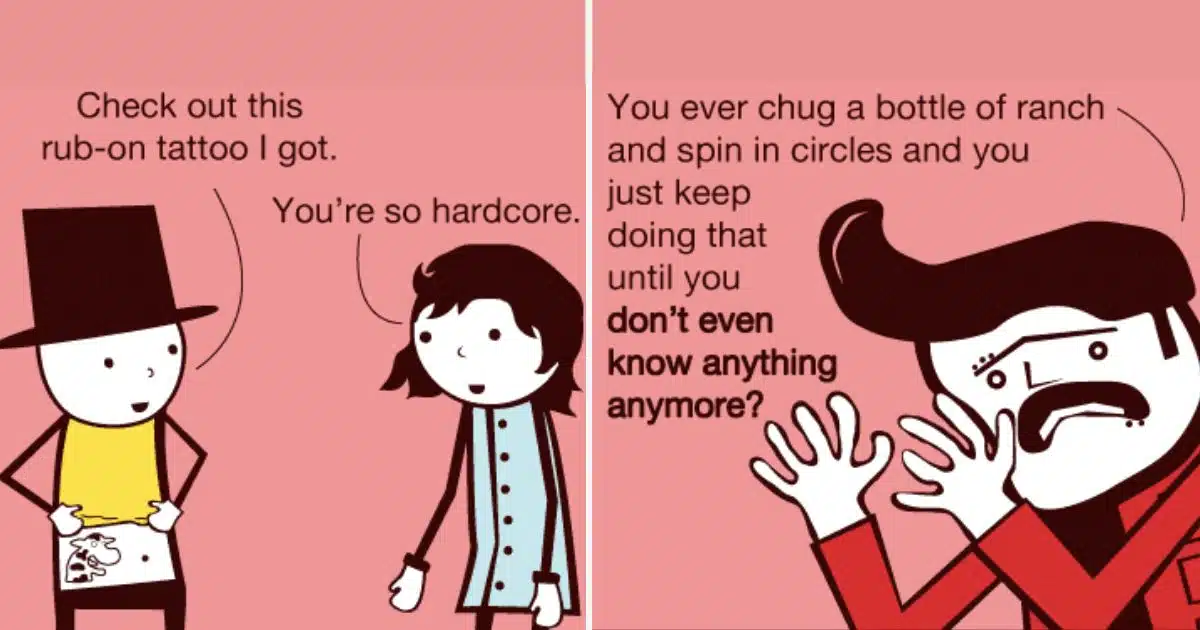 Check out this
rub-on tattoo I got.
You're so hardcore.
You ever chug a bottle of ranch
and spin in circles and you
just keep
doing that
until you
don't even
know anything
anymore?